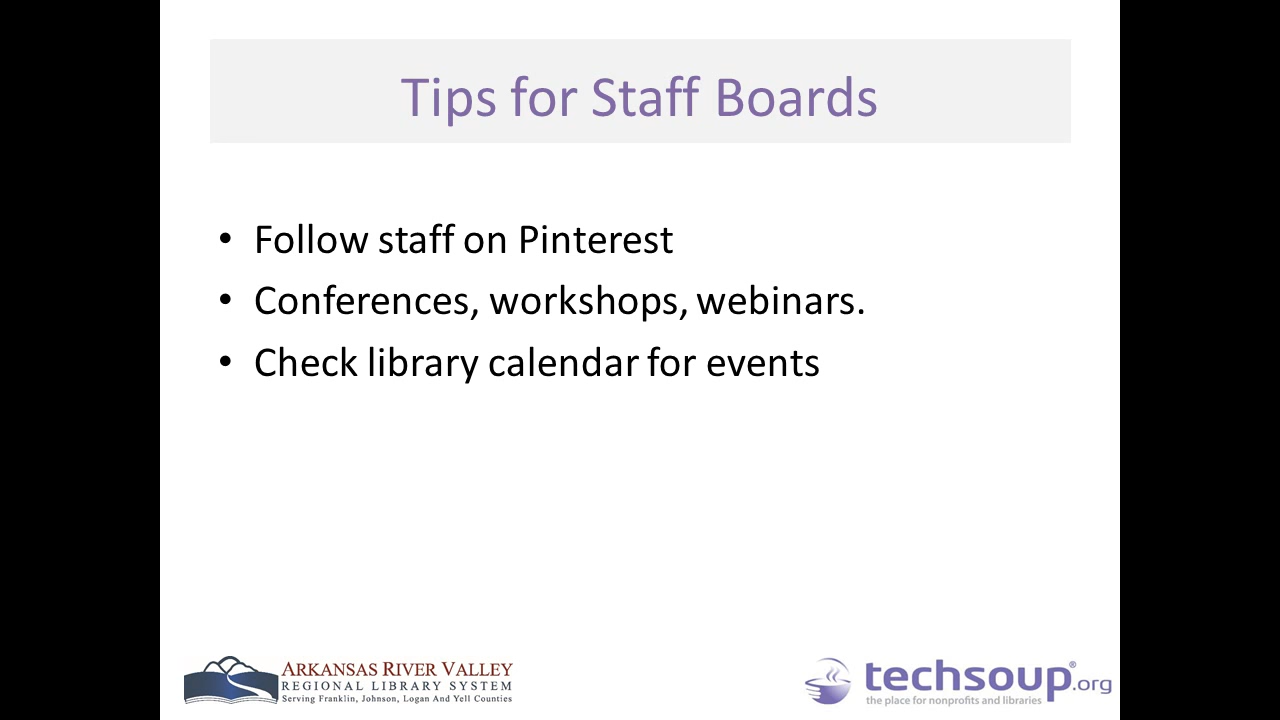 Tips for Staff Boards
• Follow staff on Pinterest
• Conferences, workshops, webinars.
• Check library calendar for events
ARKANSAS RIVER VALLEY
REGIONAL LIBRARY SYSTEM
Serving Franklin, Johnson, Logan And Yell Counties
techsoup®.org
the place for nonprofits and libraries